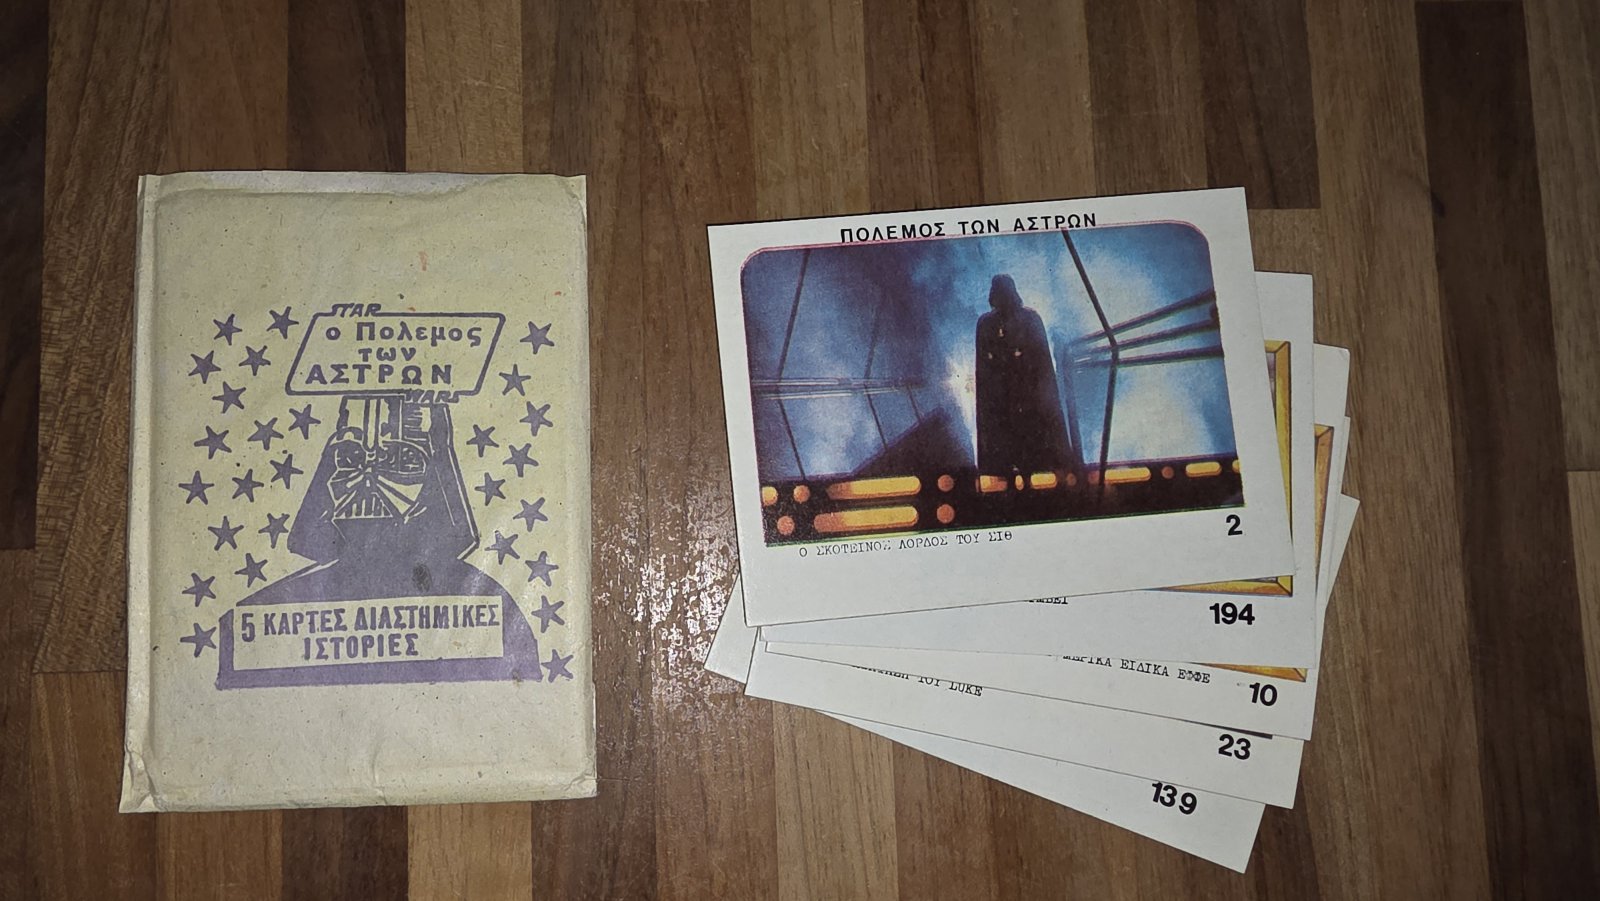 STAR
ο Πολεμος
των
ΑΣΤΡΩΝ
WARS
5 ΚΑΡΤΕΣ ΔΙΑΣΤΗΜΙΚΕΣ
ΙΣΤΟΡΙΕΣ
ΠΟΛΕΜΟΣ ΤΩΝ ΑΣΤΡΩΝ
2
Ο ΣΚΟΤΕΙΝΟΣ ΛΟΡΔΟΣ ΤΟΥ ΣΙΘ
194
ΕΙΔΙΚΑ ΕΦΦΕ
10
ΤΟΥ LUKE
23
139